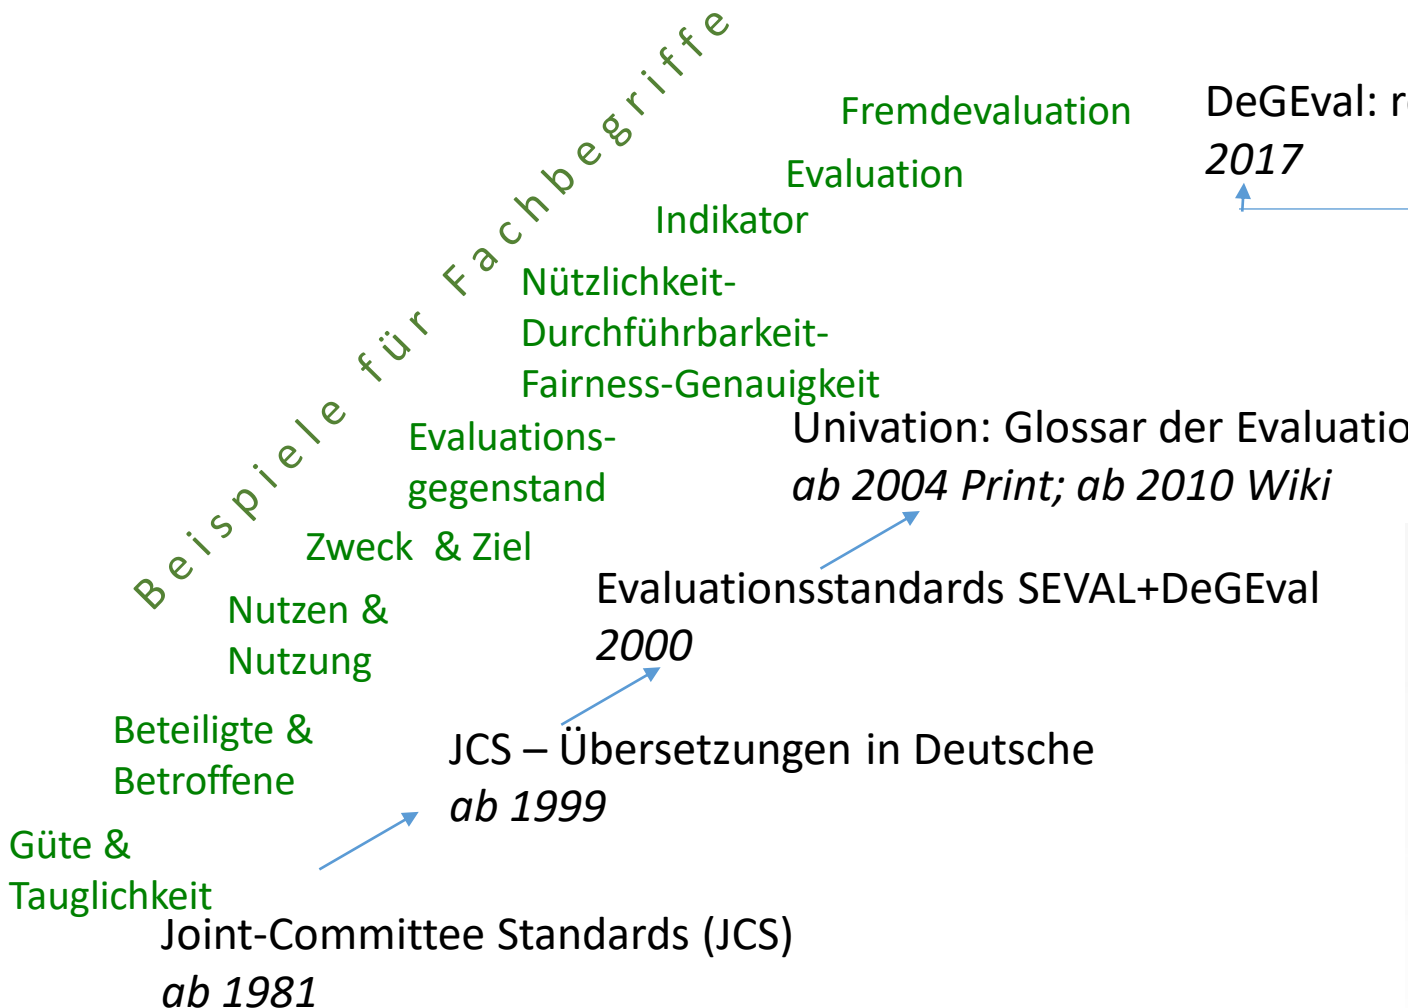 Beispiele für Fachbegriffe
Fremdevaluation
DeGEval:
2017
Evaluation
Indikator
Nützlichkeit-
Durchführbarkeit-
Fairness-Genauigkeit
Univation: Glossar der
ab 2004 Print; ab 2010 Wiki
Evaluations-
gegenstand
Zweck & Ziel
Evaluationsstandards SEVAL+DeGEval
2000
Nutzen &
Nutzung
Beteiligte &
Betroffene
JCS – Übersetzungen in Deutsche
ab 1999
Güte &
Tauglichkeit
Joint-Committee Standards (JCS)
ab 1981